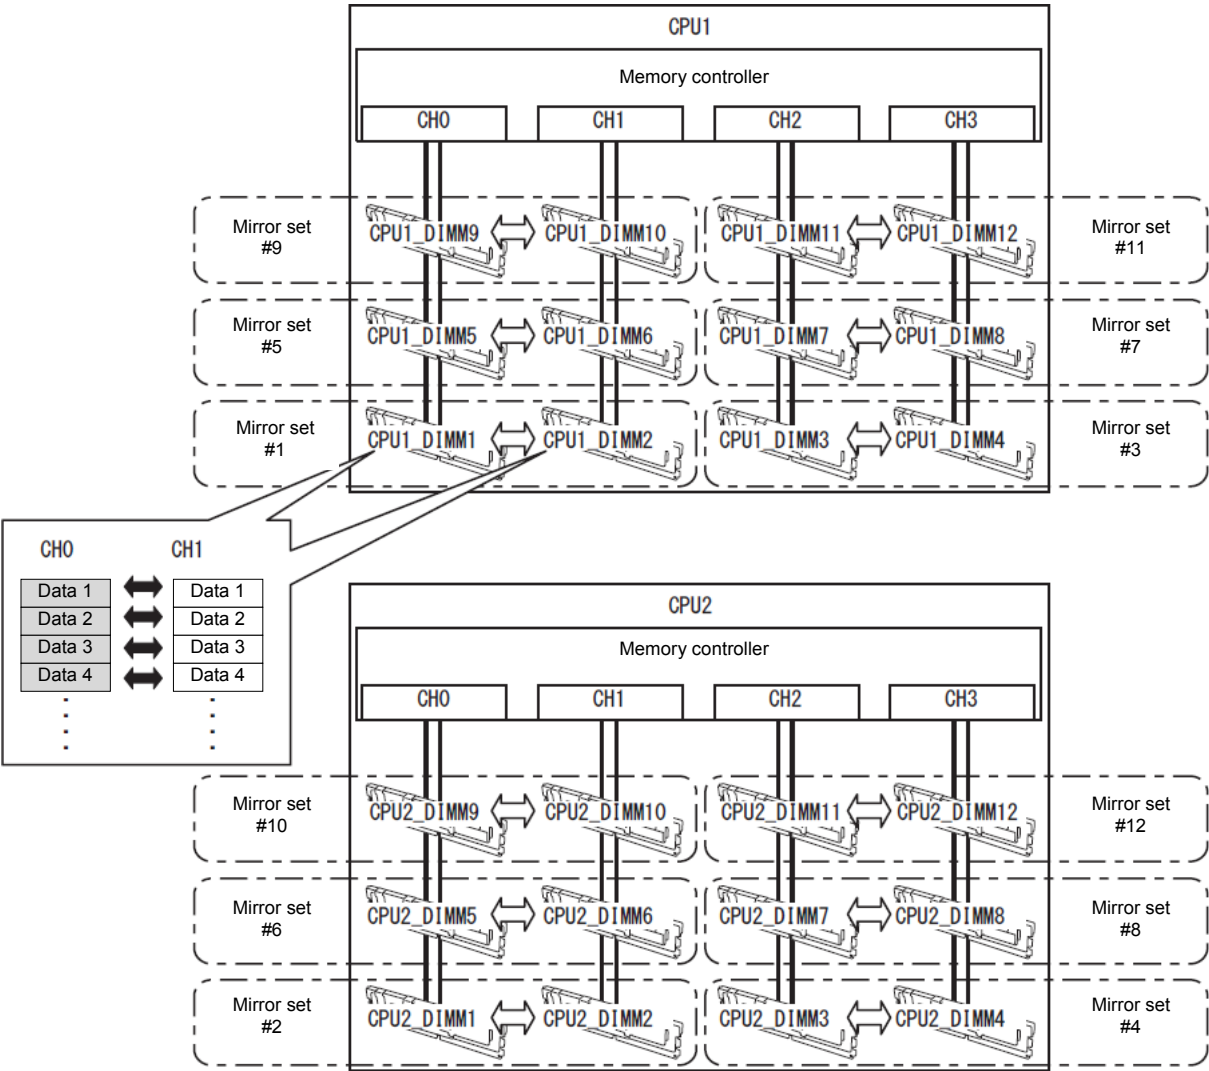 CPU1
Memory controller
CH0 CH1 CH2 CH3
Mirror set
#9
CPU1_DIMM9 CPU1_DIMM10 CPU1_DIMM11 CPU1_DIMM12
Mirror set
#11
Mirror set
#5
CPU1_DIMM5 CPU1_DIMM6 CPU1_DIMM7 CPU1_DIMM8
Mirror set
#7
Mirror set
#1
CPU1_DIMM1 CPU1_DIMM2 CPU1_DIMM3 CPU1_DIMM4
Mirror set
#3
CH0 CH1
Data 1 Data 1
Data 2 Data 2
Data 3 Data 3
Data 4 Data 4
CPU2
Memory controller
CH0 CH1 CH2 CH3
Mirror set
#10
CPU2_DIMM9 CPU2_DIMM10 CPU2_DIMM11 CPU2_DIMM12
Mirror set
#12
Mirror set
#6
CPU2_DIMM5 CPU2_DIMM6 CPU2_DIMM7 CPU2_DIMM8
Mirror set
#8
Mirror set
#2
CPU2_DIMM1 CPU2_DIMM2 CPU2_DIMM3 CPU2_DIMM4
Mirror set
#4